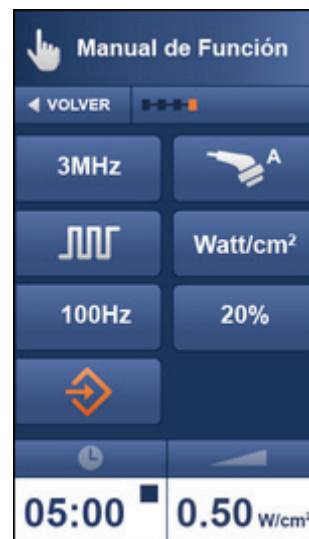 Manual de Función
VOLVER
3MHz
A
Watt/cm²
100Hz
20%
05:00
0.50 W/cm²